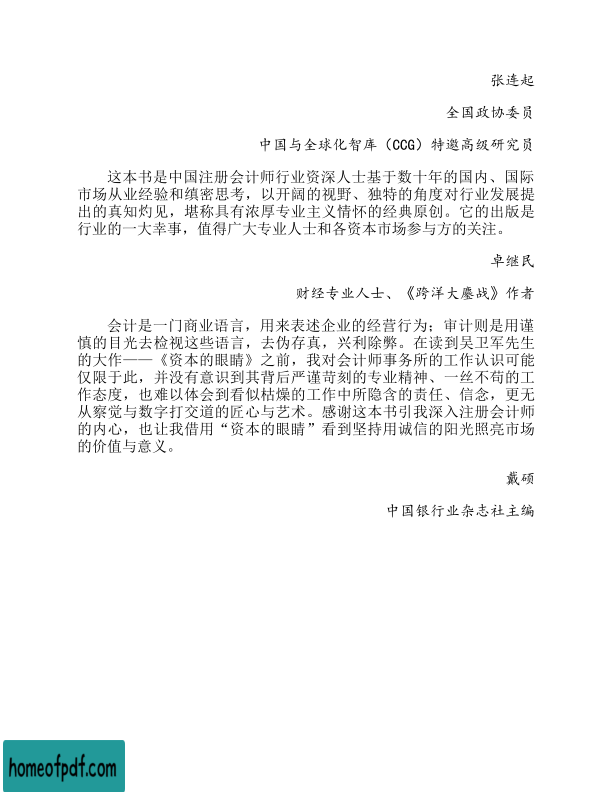 张连起
全国政协委员
中国与全球化智库（CCG）特邀高级研究员
这本书是中国注册会计师行业资深人士基于数十年的国内、国际
市场从业经验和缜密思考，以开阔的视野、独特的角度对行业发展提
出的真知灼见，堪称具有浓厚专业主义情怀的经典原创。它的出版是
行业的一大幸事，值得广大专业人士和各资本市场参与方的关注。
卓继民
财经专业人士、《跨洋大鏖战》作者
会计是一门商业语言，用来表述企业的经营行为；审计则是用谨
慎的目光去检视这些语言，去伪存真，兴利除弊。在读到吴卫军先生
的大作——《资本的眼睛》之前，我对会计师事务所的工作认识可能
仅限于此，并没有意识到其背后严谨苛刻的专业精神、一丝不苟的工
作态度，也难以体会到看似枯燥的工作中所隐含的责任、信念，更无
从察觉与数字打交道的匠心与艺术。感谢这本书引我深入注册会计师
的内心，也让我借用“资本的眼睛”看到坚持用诚信的阳光照亮市场
的价值与意义。
戴硕
中国银行业杂志社主编
homeofpdf.com